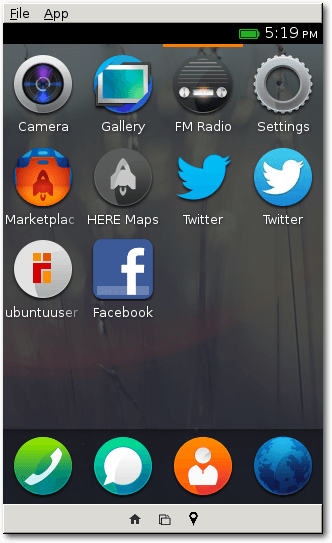 File App
5:19 PM
Camera Gallery FM Radio Settings
Marketplac HERE Maps Twitter Twitter
ubuntuuser Facebook